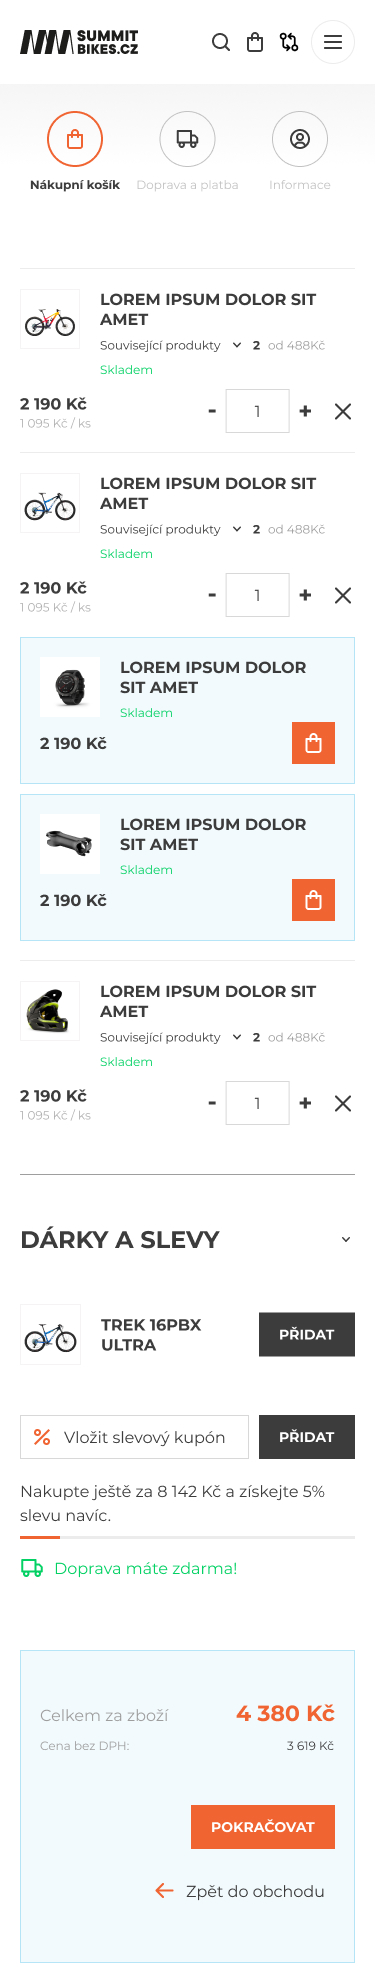 SUMMIT
BIKES.CZ
Nákupní košík
Doprava a platba
Informace
LOREM IPSUM DOLOR SIT
AMET
Související produkty 2 od 488Kč
Skladem
2 190 Kč
1 095 Kč / ks
- 1 +
LOREM IPSUM DOLOR SIT
AMET
Související produkty 2 od 488Kč
Skladem
2 190 Kč
1 095 Kč / ks
- 1 +
LOREM IPSUM DOLOR
SIT AMET
Skladem
2 190 Kč
LOREM IPSUM DOLOR
SIT AMET
Skladem
2 190 Kč
LOREM IPSUM DOLOR SIT
AMET
Související produkty 2 od 488Kč
Skladem
2 190 Kč
1 095 Kč / ks
- 1 +
DÁRKY A SLEVY
TREK 16PBX
ULTRA
PŘIDAT
% Vložit slevový kupón
PŘIDAT
Nakupte ještě za 8 142 Kč a získejte 5%
slevu navíc.
Doprava máte zdarma!
Celkem za zboží 4 380 Kč
Cena bez DPH: 3 619 Kč
POKRAČOVAT
Zpět do obchodu